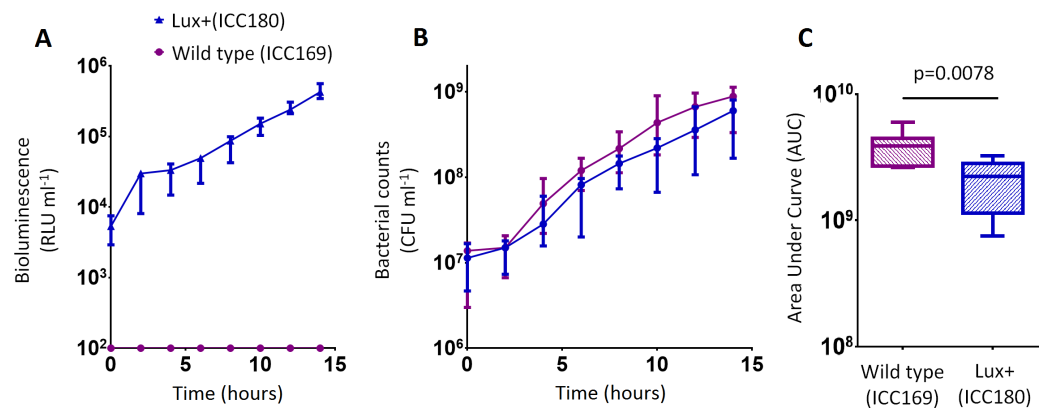 A
Lux+(ICC180)
Wild type (ICC169)
Bioluminescence
(RLU ml⁻¹)
10⁶
10⁵
10⁴
10³
10²
0
5
10
15
Time (hours)
B
Bacterial counts
(CFU ml⁻¹)
10⁹
10⁸
10⁷
10⁶
0
5
10
15
Time (hours)
C
p=0.0078
Area Under Curve (AUC)
10¹⁰
10⁹
10⁸
Wild type
(ICC169)
Lux+
(ICC180)